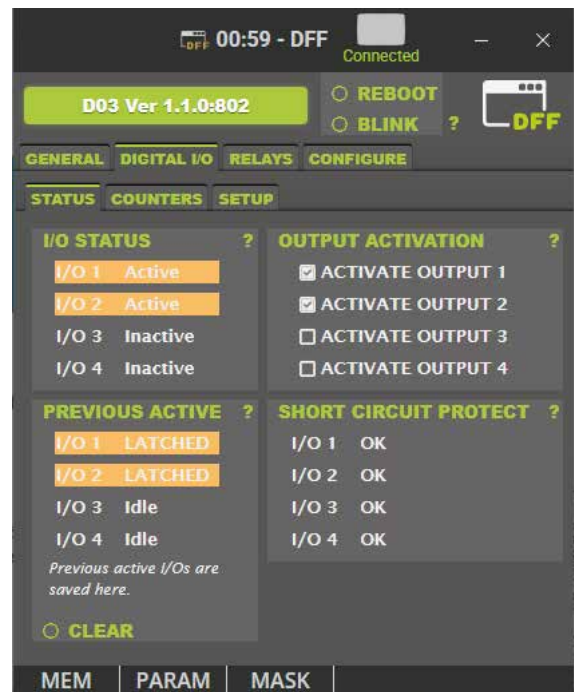 DFF 00:59 - DFF
Connected
D03 Ver 1.1.0:802
REBOOT
BLINK ?
DFF
GENERAL DIGITAL I/O RELAYS CONFIGURE
STATUS COUNTERS SETUP
I/O STATUS ?
I/O 1 Active
I/O 2 Active
I/O 3 Inactive
I/O 4 Inactive
OUTPUT ACTIVATION ?
ACTIVATE OUTPUT 1
ACTIVATE OUTPUT 2
ACTIVATE OUTPUT 3
ACTIVATE OUTPUT 4
PREVIOUS ACTIVE ?
I/O 1 LATCHED
I/O 2 LATCHED
I/O 3 Idle
I/O 4 Idle
Previous active I/Os are
saved here.
CLEAR
SHORT CIRCUIT PROTECT ?
I/O 1 OK
I/O 2 OK
I/O 3 OK
I/O 4 OK
MEM PARAM MASK